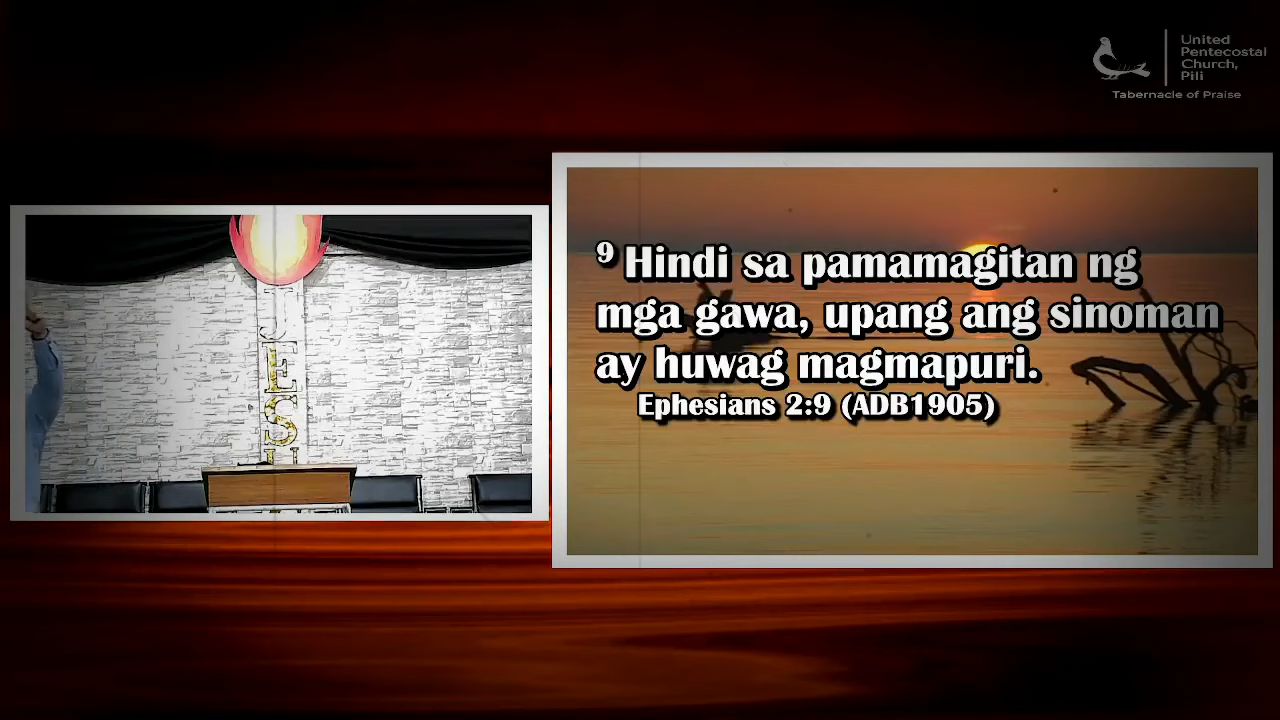 United
Pentecostal
Church,
Pili
Tabernacle of Praise
9 Hindi sa pamamagitan ng
mga gawa, upang ang sinoman
ay huwag magmapuri.
Ephesians 2:9 (ADB1905)
JESU